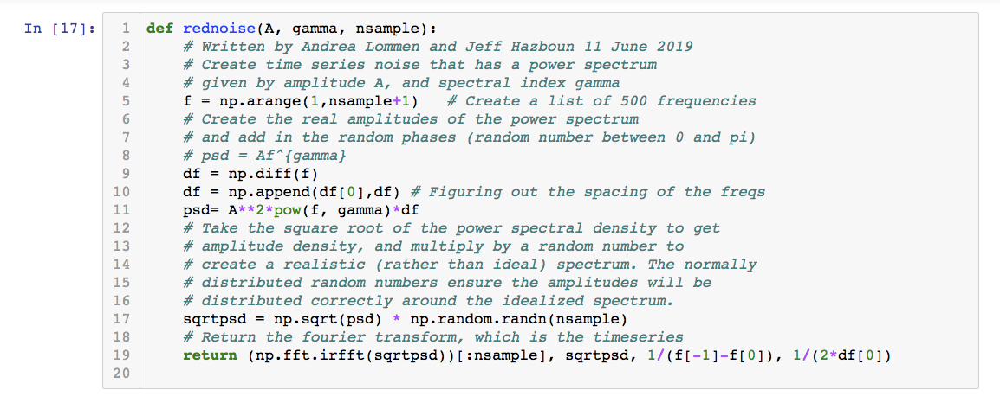 In [17]:
1 def rednoise(A, gamma, nsample):
2     # Written by Andrea Lommen and Jeff Hazboun 11 June 2019
3     # Create time series noise that has a power spectrum
4     # given by amplitude A, and spectral index gamma
5     f = np.arange(1,nsample+1)   # Create a list of 500 frequencies
6     # Create the real amplitudes of the power spectrum
7     # and add in the random phases (random number between 0 and pi)
8     # psd = Af^{gamma}
9     df = np.diff(f)
10     df = np.append(df[0],df) # Figuring out the spacing of the freqs
11     psd= A**2*pow(f, gamma)*df
12     # Take the square root of the power spectral density to get
13     # amplitude density, and multiply by a random number to
14     # create a realistic (rather than ideal) spectrum. The normally
15     # distributed random numbers ensure the amplitudes will be
16     # distributed correctly around the idealized spectrum.
17     sqrtpsd = np.sqrt(psd) * np.random.randn(nsample)
18     # Return the fourier transform, which is the timeseries
19     return (np.fft.irfft(sqrtpsd))[:nsample], sqrtpsd, 1/(f[-1]-f[0]), 1/(2*df[0])
20